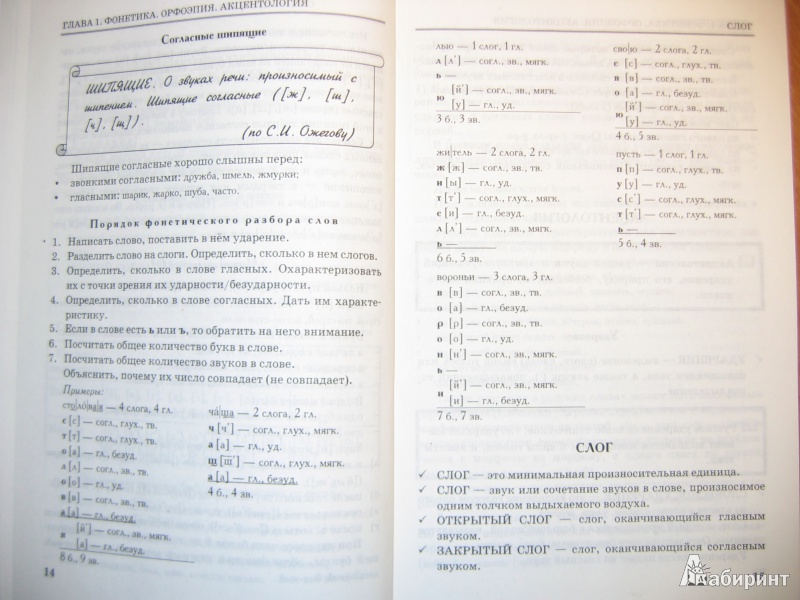 ГЛАВА 1. ФОНЕТИКА. ОРФОЭПИЯ. АКЦЕНТОЛОГИЯ
Согласные шипящие
ШИПЯЩИЕ. О звуках речи: произносимый с
шипением. Шипящие согласные ([ж], [ш],
[ч], [щ]).
(по С.И. Ожегову)
Шипящие согласные хорошо слышны перед:
• звонкими согласными: дружба, шмель, жмурки;
• гласными: шарик, жарко, шуба, часто.
Порядок фонетического разбора слов
1. Написать слово, поставить в нём ударение.
2. Разделить слово на слоги. Определить, сколько в нем слогов.
3. Определить, сколько в слове гласных. Охарактеризовать
их с точки зрения их ударности/безударности.
4. Определить, сколько в слове согласных. Дать им характе-
ристику.
5. Если в слове есть ь или ъ, то обратить на него внимание.
6. Посчитать общее количество букв в слове.
7. Посчитать общее количество звуков в слове.
Объяснить, почему их число совпадает (не совпадает).
Примеры:
сто|ло́|ва|я — 4 слога, 4 гл.
с [с] — согл., глух., тв.
т [т] — согл., глух., тв.
о [а] — гл., безуд.
л [л] — согл., зв., тв.
о [о] — гл., уд.
в [в] — согл., зв., тв.
а [а] — гл., безуд.
я [й'] — согл., зв., мягк.
[а] — гл., безуд.
8 б., 9 зв.
ча́|ша — 2 слога, 2 гл.
ч [ч'] — согл., глух., мягк.
а [а] — гл., уд.
щ [ш̅'] — согл., глух., мягк.
а [а] — гл., безуд.
4 б., 4 зв.
14
СЛОГ
лью — 1 слог, 1 гл.
л [л'] — согл., зв., мягк.
ь —
ю [й'] — согл., зв., мягк.
[у] — гл., уд.
3 б., 3 зв.
свою — 2 слога, 2 гл.
с [с] — согл., глух., тв.
в [в] — согл., зв., тв.
о [а] — гл., безуд.
ю [й'] — согл., зв., мягк.
[у] — гл., уд.
4 б., 5 зв.
житель — 2 слога, 2 гл.
ж [ж] — согл., зв., тв.
и [ы] — гл., уд.
т [т'] — согл., глух., мягк.
е [и] — гл., безуд.
л [л'] — согл., зв., мягк.
ь —
6 б., 5 зв.
пусть — 1 слог, 1 гл.
п [п] — согл., глух., тв.
у [у] — гл., уд.
с [с'] — согл., глух., мягк.
т [т'] — согл., глух., мягк.
ь —
5 б., 4 зв.
вороньи — 3 слога, 3 гл.
в [в] — согл., зв., тв.
о [а] — гл., безуд.
р [р] — согл., зв., тв.
о [о] — гл., уд.
н [н'] — согл., зв., мягк.
ь —
и [й'] — согл., зв., мягк.
[и] — гл., безуд.
7 б., 7 зв.
СЛОГ
✓ СЛОГ — это минимальная произносительная единица.
✓ СЛОГ — звук или сочетание звуков в слове, произносимое
одним толчком выдыхаемого воздуха.
✓ ОТКРЫТЫЙ СЛОГ — слог, оканчивающийся гласным
звуком.
✓ ЗАКРЫТЫЙ СЛОГ — слог, оканчивающийся согласным
звуком.
15
Лабиринт.ру